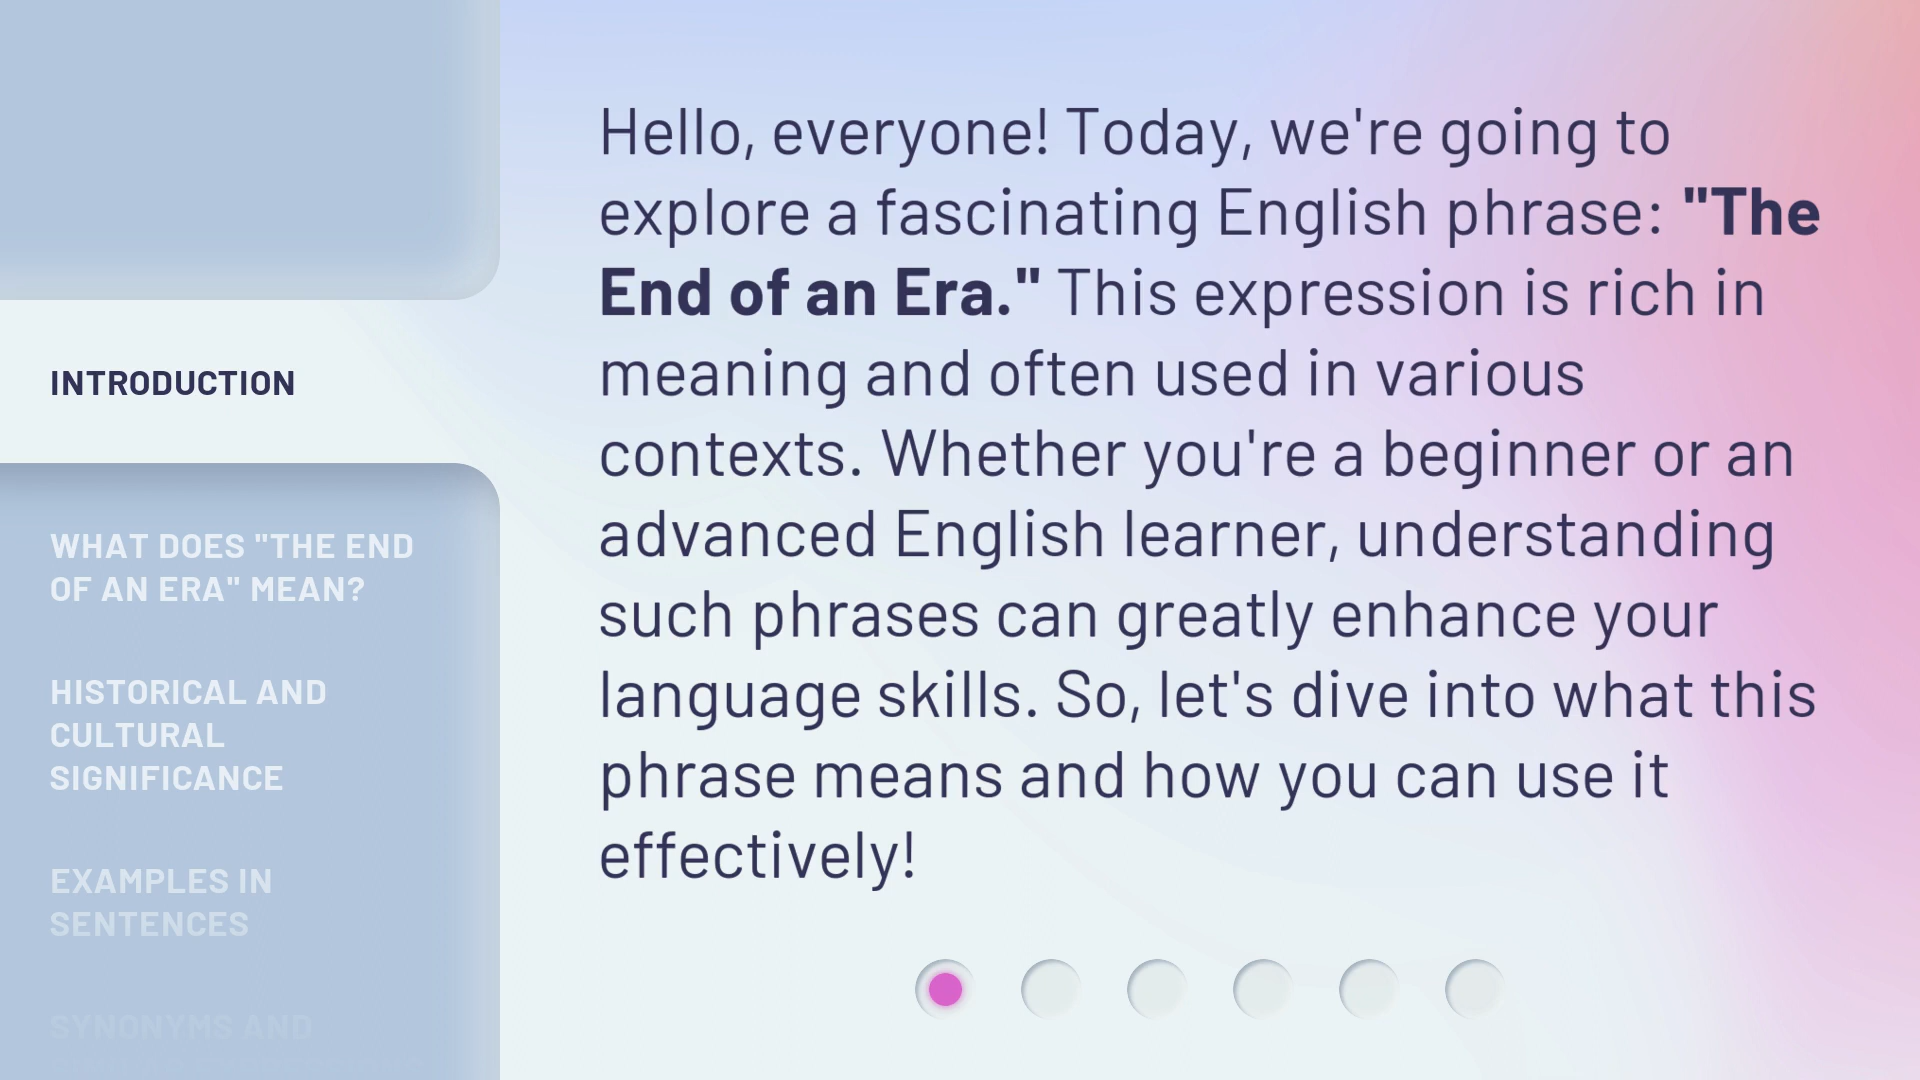 INTRODUCTION
WHAT DOES "THE END
OF AN ERA" MEAN?
HISTORICAL AND
CULTURAL
SIGNIFICANCE
EXAMPLES IN
SENTENCES
SYNONYMS AND
Hello, everyone! Today, we're going to
explore a fascinating English phrase: "The
End of an Era." This expression is rich in
meaning and often used in various
contexts. Whether you're a beginner or an
advanced English learner, understanding
such phrases can greatly enhance your
language skills. So, let's dive into what this
phrase means and how you can use it
effectively!